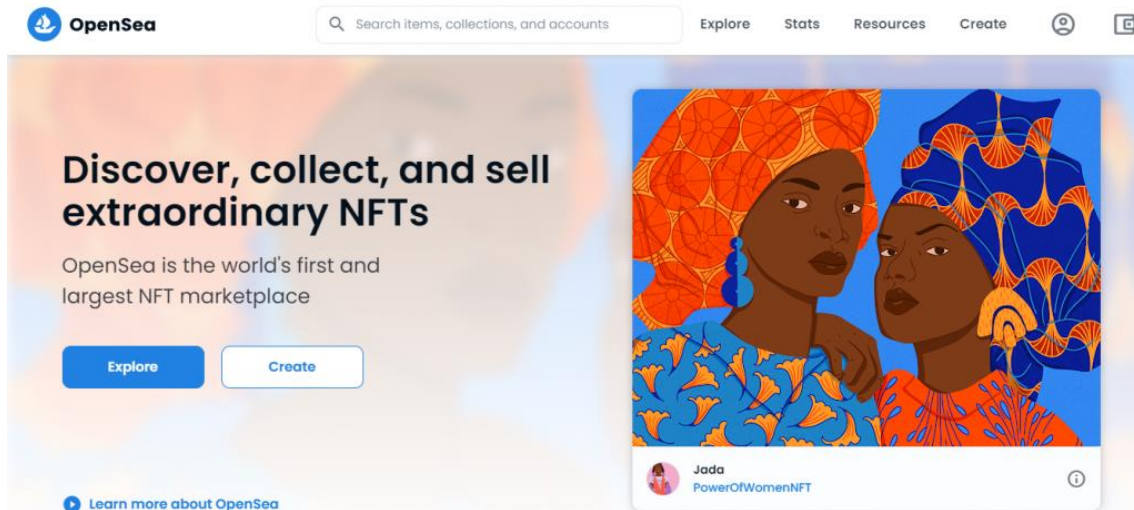 OpenSea
Search items, collections, and accounts
Explore
Stats
Resources
Create
Discover, collect, and sell
extraordinary NFTs
OpenSea is the world's first and
largest NFT marketplace
Explore
Create
Learn more about OpenSea
Jada
PowerOfWomenNFT